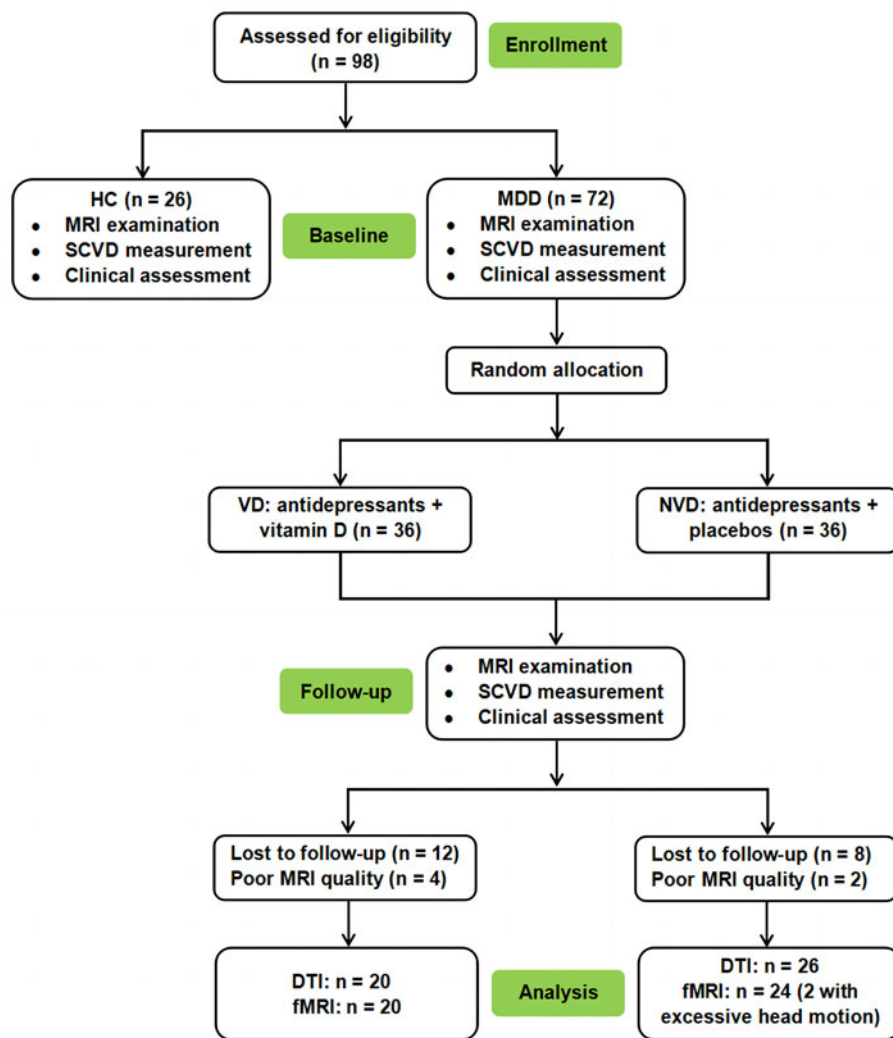 Assessed for eligibility
(n = 98)
Enrollment
HC (n = 26)
• MRI examination
• SCVD measurement
• Clinical assessment
Baseline
MDD (n = 72)
• MRI examination
• SCVD measurement
• Clinical assessment
Random allocation
VD: antidepressants +
vitamin D (n = 36)
NVD: antidepressants +
placebos (n = 36)
Follow-up
• MRI examination
• SCVD measurement
• Clinical assessment
Lost to follow-up (n = 12)
Poor MRI quality (n = 4)
Lost to follow-up (n = 8)
Poor MRI quality (n = 2)
DTI: n = 20
fMRI: n = 20
Analysis
DTI: n = 26
fMRI: n = 24 (2 with
excessive head motion)